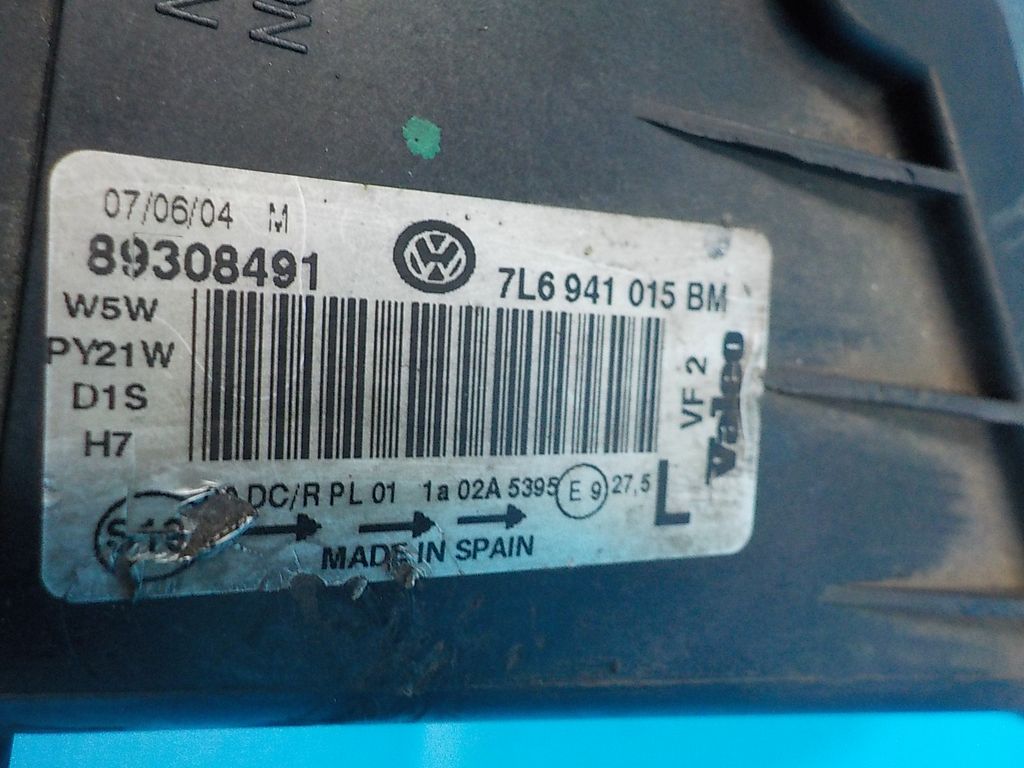 07/06/04 M
89308491
7L6 941 015 BM
W5W
PY21W
D1S
H7
VF 2
Valeo
DC/R PL 01 1a 02A 5395 E 9 27,5
L
MADE IN SPAIN